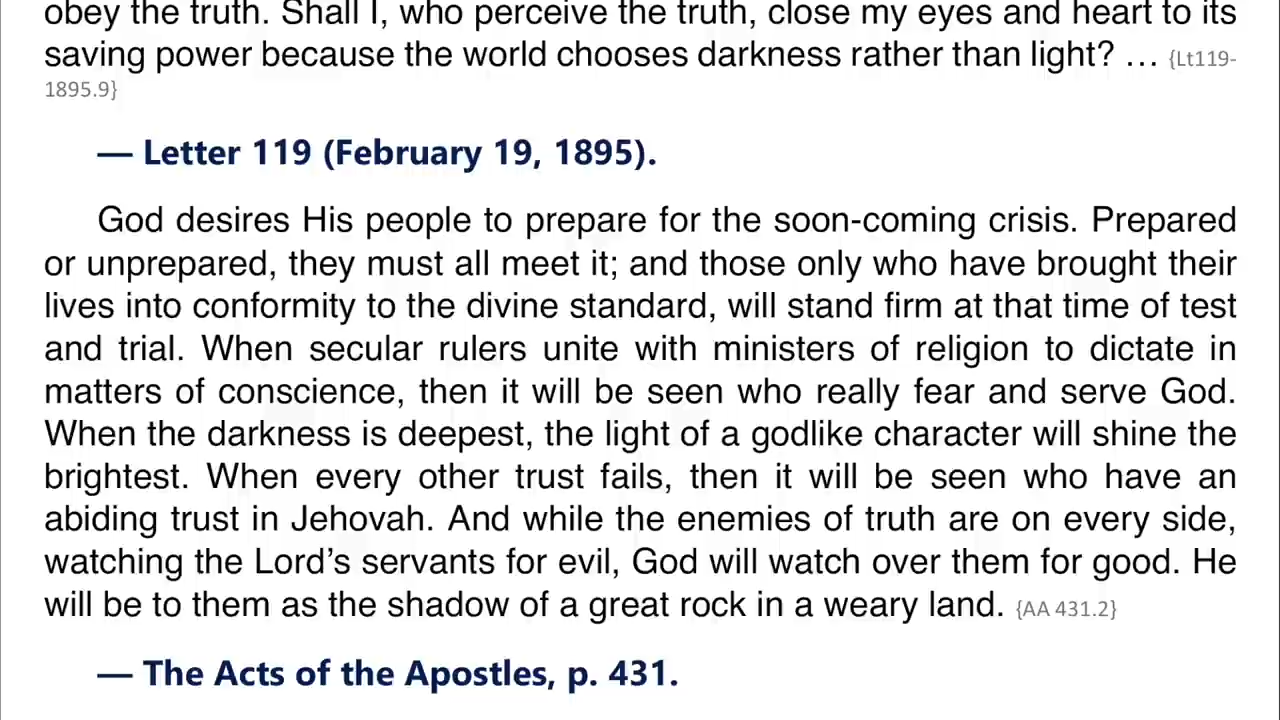 obey the truth. Shall I, who perceive the truth, close my eyes and heart to its
saving power because the world chooses darkness rather than light? … {Lt119-
1895.9}
— Letter 119 (February 19, 1895).
God desires His people to prepare for the soon-coming crisis. Prepared
or unprepared, they must all meet it; and those only who have brought their
lives into conformity to the divine standard, will stand firm at that time of test
and trial. When secular rulers unite with ministers of religion to dictate in
matters of conscience, then it will be seen who really fear and serve God.
When the darkness is deepest, the light of a godlike character will shine the
brightest. When every other trust fails, then it will be seen who have an
abiding trust in Jehovah. And while the enemies of truth are on every side,
watching the Lord’s servants for evil, God will watch over them for good. He
will be to them as the shadow of a great rock in a weary land. {AA 431.2}
— The Acts of the Apostles, p. 431.